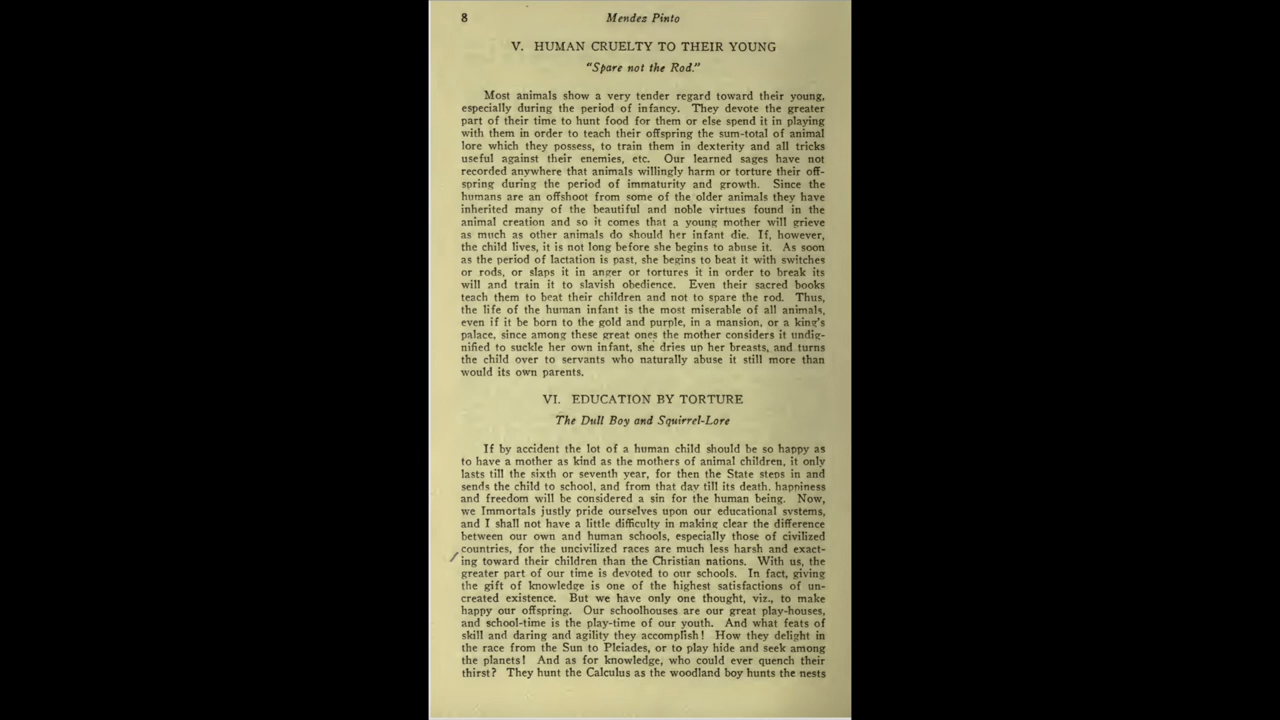 8 Mendez Pinto
V. HUMAN CRUELTY TO THEIR YOUNG
"Spare not the Rod."
Most animals show a very tender regard toward their young,
especially during the period of infancy. They devote the greater
part of their time to hunt food for them or else spend it in playing
with them in order to teach their offspring the sum-total of animal
lore which they possess, to train them in dexterity and all tricks
useful against their enemies, etc. Our learned sages have not
recorded anywhere that animals willingly harm or torture their off-
spring during the period of immaturity and growth. Since the
humans are an offshoot from some of the older animals they have
inherited many of the beautiful and noble virtues found in the
animal creation and so it comes that a young mother will grieve
as much as other animals do should her infant die. If, however,
the child lives, it is not long before she begins to abuse it. As soon
as the period of lactation is past, she begins to beat it with switches
or rods, or slaps it in anger or tortures it in order to break its
will and train it to slavish obedience. Even their sacred books
teach them to beat their children and not to spare the rod. Thus,
the life of the human infant is the most miserable of all animals,
even if it be born to the gold and purple, in a mansion, or a king's
palace, since among these great ones the mother considers it undig-
nified to suckle her own infant, she dries up her breasts, and turns
the child over to servants who naturally abuse it still more than
would its own parents.
VI. EDUCATION BY TORTURE
The Dull Boy and Squirrel-Lore
If by accident the lot of a human child should be so happy as
to have a mother as kind as the mothers of animal children, it only
lasts till the sixth or seventh year, for then the State steps in and
sends the child to school, and from that day till its death, happiness
and freedom will be considered a sin for the human being. Now,
we Immortals justly pride ourselves upon our educational systems,
and I shall not have a little difficulty in making clear the difference
between our own and human schools, especially those of civilized
countries, for the uncivilized races are much less harsh and exact-
ing toward their children than the Christian nations. With us, the
greater part of our time is devoted to our schools. In fact, giving
the gift of knowledge is one of the highest satisfactions of un-
created existence. But we have only one thought, viz., to make
happy our offspring. Our schoolhouses are our great play-houses,
and school-time is the play-time of our youth. And what feats of
skill and daring and agility they accomplish! How they delight in
the race from the Sun to Pleiades, or to play hide and seek among
the planets! And as for knowledge, who could ever quench their
thirst? They hunt the Calculus as the woodland boy hunts the nests